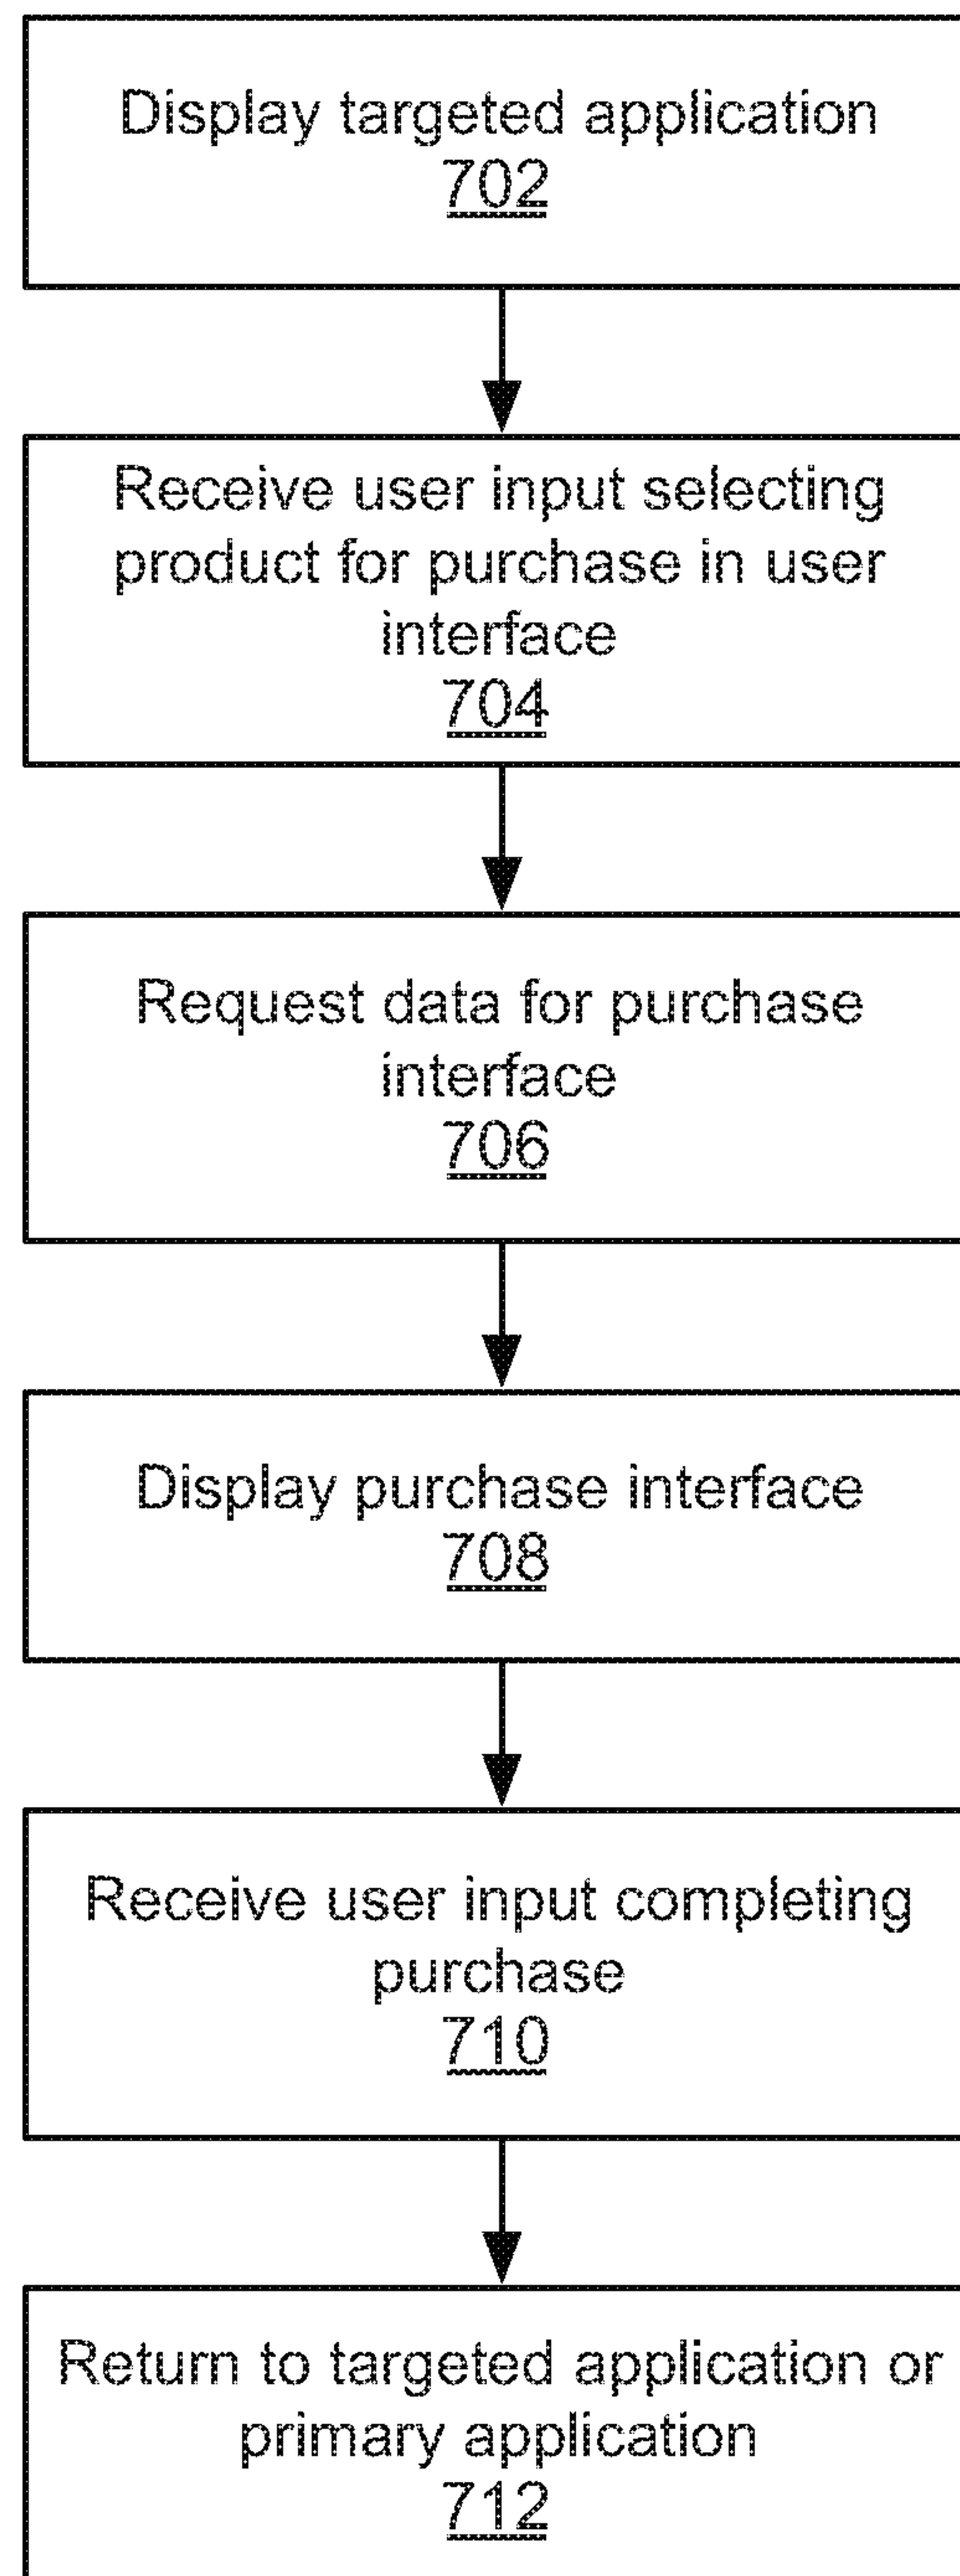 Display targeted application
702
Receive user input selecting
product for purchase in user
interface
704
Request data for purchase
interface
706
Display purchase interface
708
Receive user input completing
purchase
710
Return to targeted application or
primary application
712